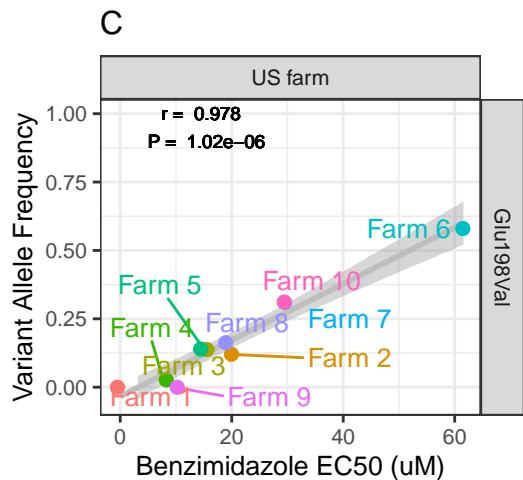 C
US farm
r = 0.978
P = 1.02e−06
1.00
0.75
0.50
0.25
0.00
Variant Allele Frequency
Glu198Val
Farm 6
Farm 10
Farm 5
Farm 7
Farm 4
Farm 8
Farm 3
Farm 2
Farm 1
Farm 9
0
20
40
60
Benzimidazole EC50 (uM)